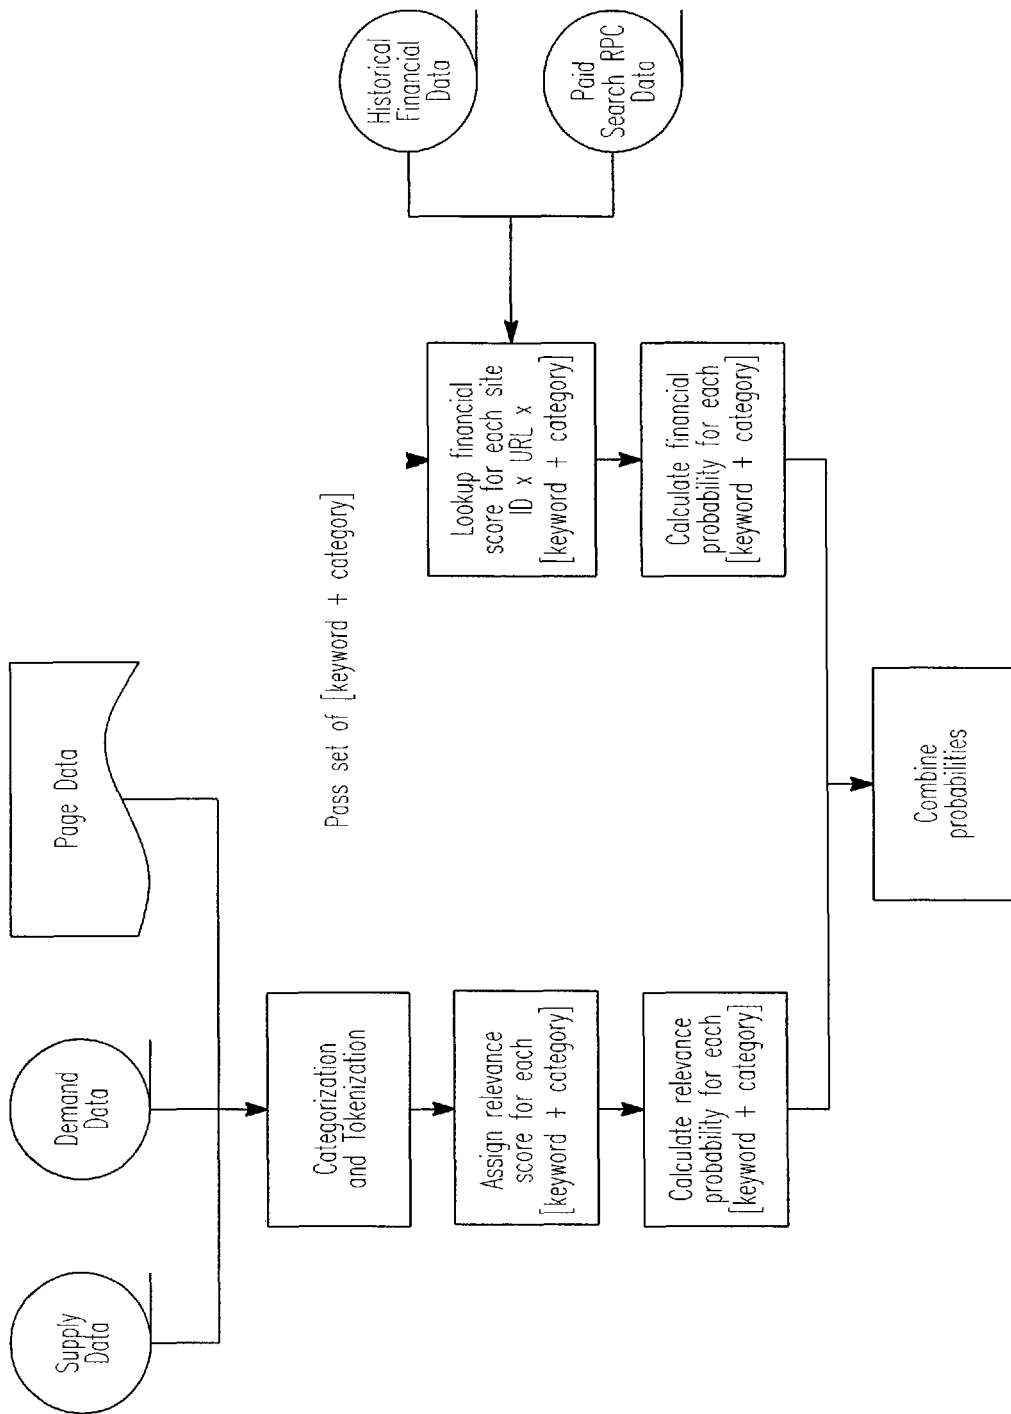 Supply
Data
Demand
Data
Page Data
Categorization
and Tokenization
Assign relevance
score for each
[keyword + category]
Calculate relevance
probability for each
[keyword + category]
Pass set of [keyword + category]
Historical
Financial
Data
Paid
Search RPC
Data
Lookup financial
score for each site
ID x URL x
[keyword + category]
Calculate financial
probability for each
[keyword + category]
Combine
probabilities